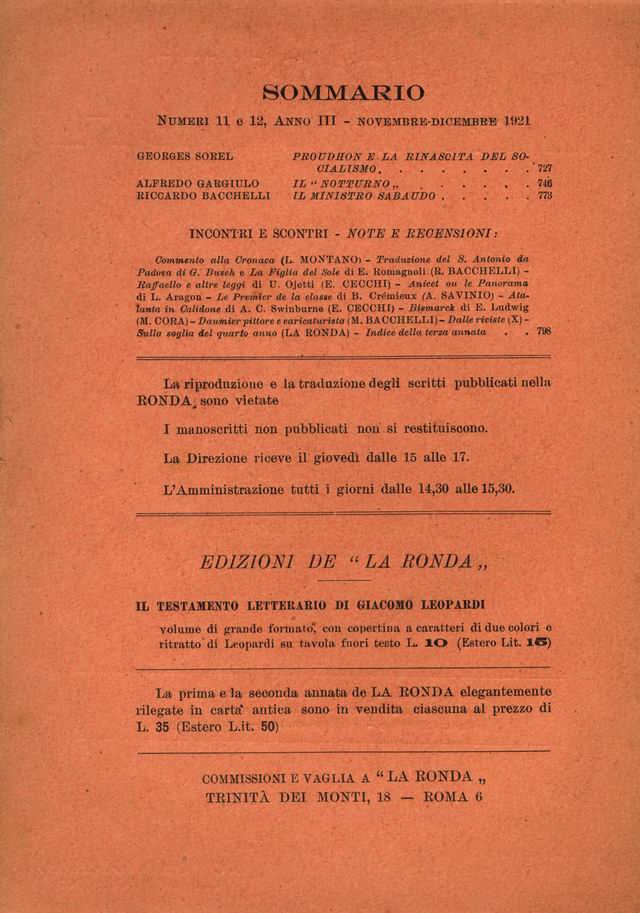 SOMMARIO
NUMERI 11 e 12, ANNO III - NOVEMBRE-DICEMBRE 1921
GEORGES SOREL PROUDHON E LA RINASCITA DEL SO-
CIALISMO. . . . . . . . 727
ALFREDO GARGIULO IL “ NOTTURNO „ . . . . . . 746
RICCARDO BACCHELLI IL MINISTRO SABAUDO . . . . . 773
INCONTRI E SCONTRI - NOTE E RECENSIONI:
Commento alla Cronaca (L. MONTANO) - Traduzione del S. Antonio da
Padova di G. Busch e La Figlia del Sole di E. Romagnoli (R. BACCHELLI) -
Raffaello e altre leggi di U. Ojetti (E. CECCHI) - Anicet ou le Panorama
di L. Aragon - Le Premier de la classe di B. Crémieux (A. SAVINIO) - Ata-
lanta in Calidone di A. C. Swinburne (E. CECCHI) - Bismarck di E. Ludwig
(M. CORA) - Daumier pittore e caricaturista (M. BACCHELLI) - Dalle riviste (X) -
Sulla soglia del quarto anno (LA RONDA) - Indice della terza annata . . 798
La riproduzione e la traduzione degli scritti pubblicati nella
RONDA, sono vietate
I manoscritti non pubblicati non si restituiscono.
La Direzione riceve il giovedì dalle 15 alle 17.
L'Amministrazione tutti i giorni dalle 14,30 alle 15,30.
EDIZIONI DE “ LA RONDA „
IL TESTAMENTO LETTERARIO DI GIACOMO LEOPARDI
volume di grande formato, con copertina a caratteri di due colori e
ritratto di Leopardi su tavola fuori testo L. 10 (Estero Lit. 15)
La prima e la seconda annata de LA RONDA elegantemente
rilegate in carta antica sono in vendita ciascuna al prezzo di
L. 35 (Estero L.it. 50)
COMMISSIONI E VAGLIA A “ LA RONDA „
TRINITÀ DEI MONTI, 18 — ROMA 6